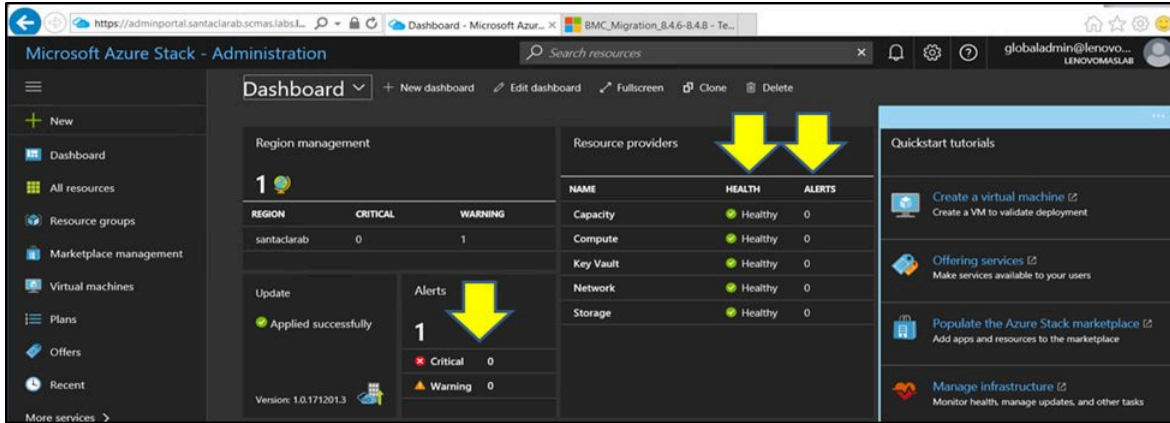 https://adminportal.santaclarab.scmas.labs.l...
Dashboard - Microsoft Azur...
BMC_Migration_8.4.6-8.4.8 - Te...
Microsoft Azure Stack - Administration
Search resources
globaladmin@lenovo...
LENOVOMASLAB
New
Dashboard
All resources
Resource groups
Marketplace management
Virtual machines
Plans
Offers
Recent
More services >
Dashboard
+ New dashboard
Edit dashboard
Fullscreen
Clone
Delete
Region management
1
REGION CRITICAL WARNING
santaclarab 0 1
Update
Applied successfully
Version: 1.0.171201.3
Alerts
1
Critical 0
Warning 0
Resource providers
NAME HEALTH ALERTS
Capacity Healthy 0
Compute Healthy 0
Key Vault Healthy 0
Network Healthy 0
Storage Healthy 0
Quickstart tutorials
Create a virtual machine
Create a VM to validate deployment
Offering services
Make services available to your users
Populate the Azure Stack marketplace
Add apps and resources to the marketplace
Manage infrastructure
Monitor health, manage updates, and other tasks